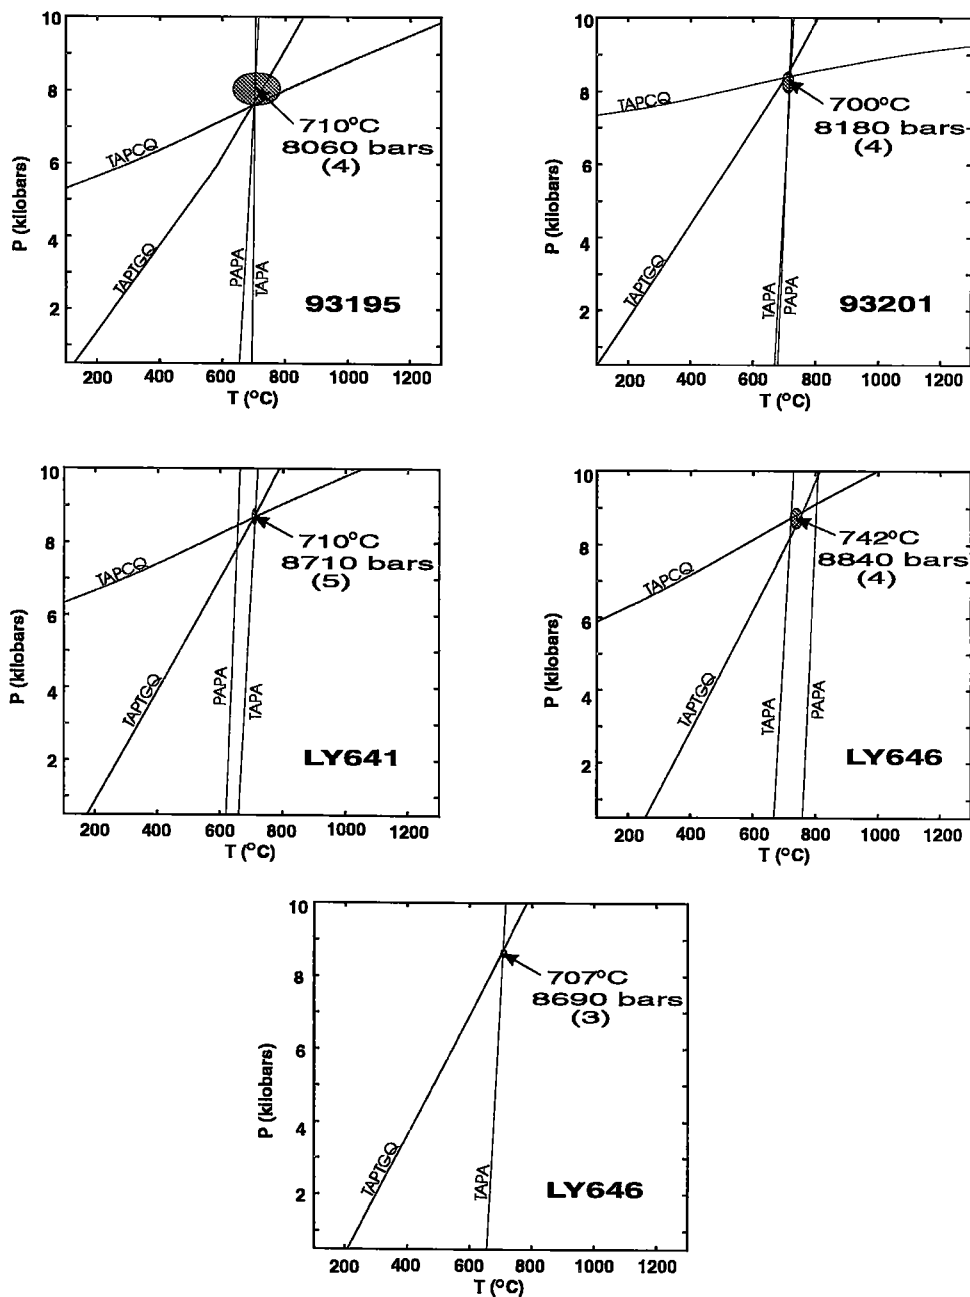 10
8
6
4
2
P (kilobars)
TAPCQ
TAPTGQ
PAPA
TAPA
710°C
8060 bars
(4)
93195
200 400 600 800 1000 1200
T (°C)
10
8
6
4
2
P (kilobars)
TAPCQ
TAPTGQ
TAPA
PAPA
700°C
8180 bars
(4)
93201
200 400 600 800 1000 1200
T (°C)
10
8
6
4
2
P (kilobars)
TAPCQ
TAPTGQ
PAPA
TAPA
710°C
8710 bars
(5)
LY641
200 400 600 800 1000 1200
T (°C)
10
8
6
4
2
P (kilobars)
TAPCQ
TAPTGQ
TAPA
PAPA
742°C
8840 bars
(4)
LY646
200 400 600 800 1000 1200
T (°C)
10
8
6
4
2
P (kilobars)
TAPTGQ
TAPA
707°C
8690 bars
(3)
LY646
200 400 600 800 1000 1200
T (°C)